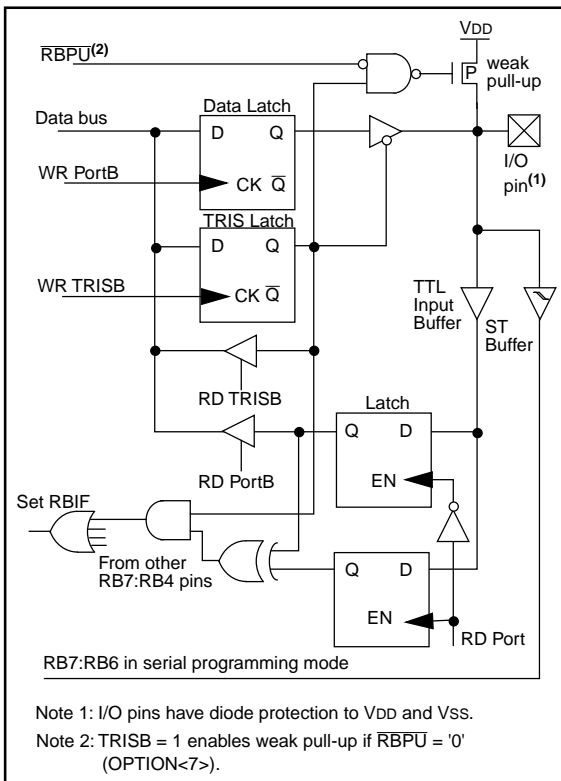 VDD
RBPU(2)
P
weak
pull-up
Data Latch
Data bus
D Q
I/O
pin(1)
WR PortB
CK Q
TRIS Latch
D Q
WR TRISB
CK Q
TTL
Input
Buffer
ST
Buffer
RD TRISB
Latch
Q D
RD PortB
EN
Set RBIF
From other
RB7:RB4 pins
Q D
EN
RD Port
RB7:RB6 in serial programming mode
Note 1: I/O pins have diode protection to VDD and VSS.
Note 2: TRISB = 1 enables weak pull-up if RBPU = '0'
(OPTION<7>).